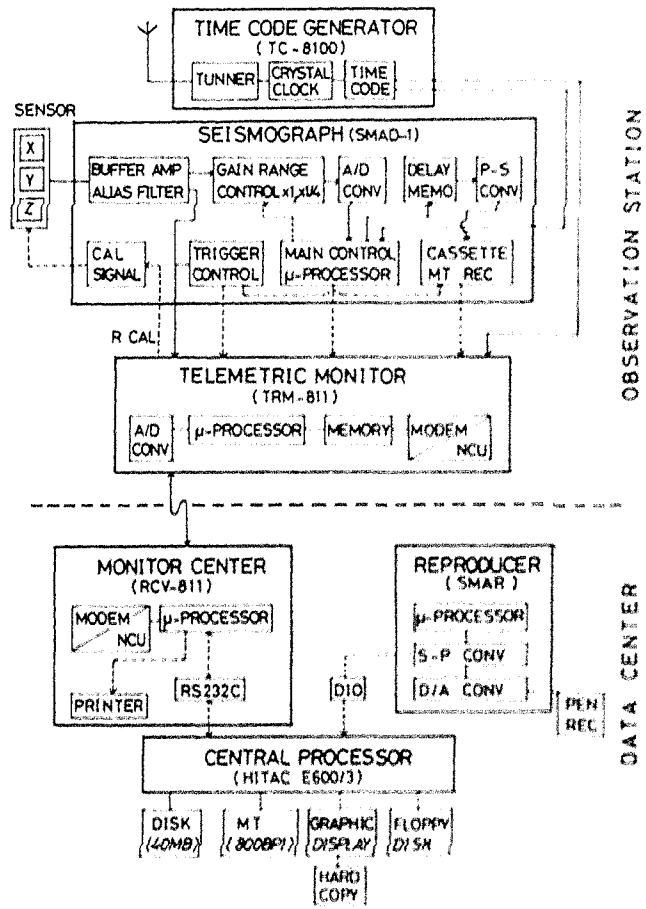 TIME CODE GENERATOR
(TC-8100)
TUNNER
CRYSTAL
CLOCK
TIME
CODE
SENSOR
X
Y
Z
SEISMOGRAPH (SMAD-1)
BUFFER AMP
ALIAS FILTER
GAIN RANGE
CONTROL x1,x1/4
A/D
CONV
DELAY
MEMO
P-S
CONV
CAL
SIGNAL
TRIGGER
CONTROL
MAIN CONTROL
μ-PROCESSOR
CASSETTE
MT REC
R CAL
TELEMETRIC MONITOR
(TRM-811)
A/D
CONV
μ-PROCESSOR
MEMORY
MODEM
NCU
OBSERVATION STATION
MONITOR CENTER
(RCV-811)
MODEM
NCU
μ-PROCESSOR
PRINTER
RS232C
REPRODUCER
(SMAR)
μ-PROCESSOR
S-P CONV
D/A CONV
DIO
PEN
REC
CENTRAL PROCESSOR
(HITAC E600/3)
DISK
(40MB)
MT
(800BPI)
GRAPHIC
DISPLAY
FLOPPY
DISK
HARD
COPY
DATA CENTER